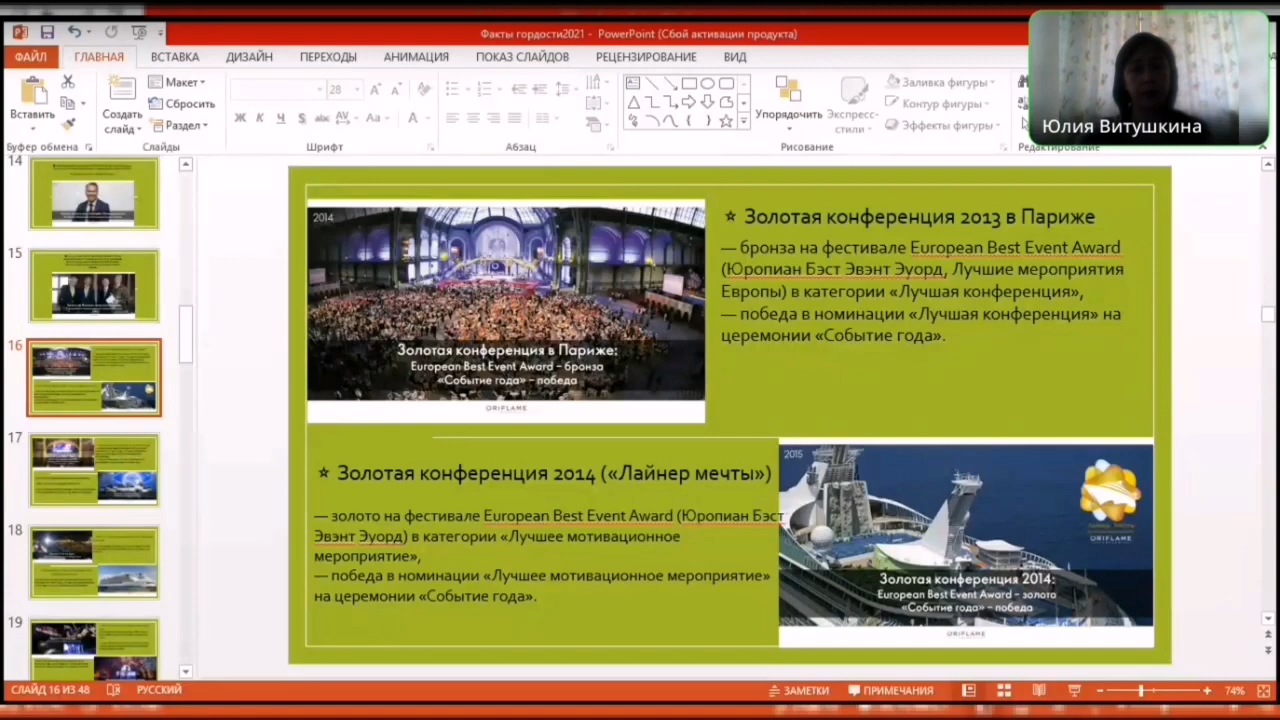 Факты гордости2021 - PowerPoint (Сбой активации продукта)
ФАЙЛ ГЛАВНАЯ ВСТАВКА ДИЗАЙН ПЕРЕХОДЫ АНИМАЦИЯ ПОКАЗ СЛАЙДОВ РЕЦЕНЗИРОВАНИЕ ВИД
Вставить
Создать слайд
Макет
Сбросить
Раздел
28
Ж К Ч S abc AV Aa А
Упорядочить
Экспресс-стили
Заливка фигуры
Контур фигуры
Эффекты фигуры
Буфер обмена Слайды Шрифт Абзац Рисование Редактирование
Юлия Витушкина
14
15
16
17
18
19
2014
Золотая конференция в Париже:
European Best Event Award – бронза
«Событие года» – победа
ORIFLAME
Золотая конференция 2013 в Париже
— бронза на фестивале European Best Event Award
(Юропиан Бэст Эвэнт Эуорд, Лучшие мероприятия
Европы) в категории «Лучшая конференция»,
— победа в номинации «Лучшая конференция» на
церемонии «Событие года».
Золотая конференция 2014 («Лайнер мечты»)
— золото на фестивале European Best Event Award (Юропиан Бэст
Эвэнт Эуорд) в категории «Лучшее мотивационное
мероприятие»,
— победа в номинации «Лучшее мотивационное мероприятие»
на церемонии «Событие года».
2015
ORIFLAME
Золотая конференция 2014:
European Best Event Award – золото
«Событие года» – победа
ORIFLAME
СЛАЙД 16 ИЗ 48 РУССКИЙ ЗАМЕТКИ ПРИМЕЧАНИЯ 74%